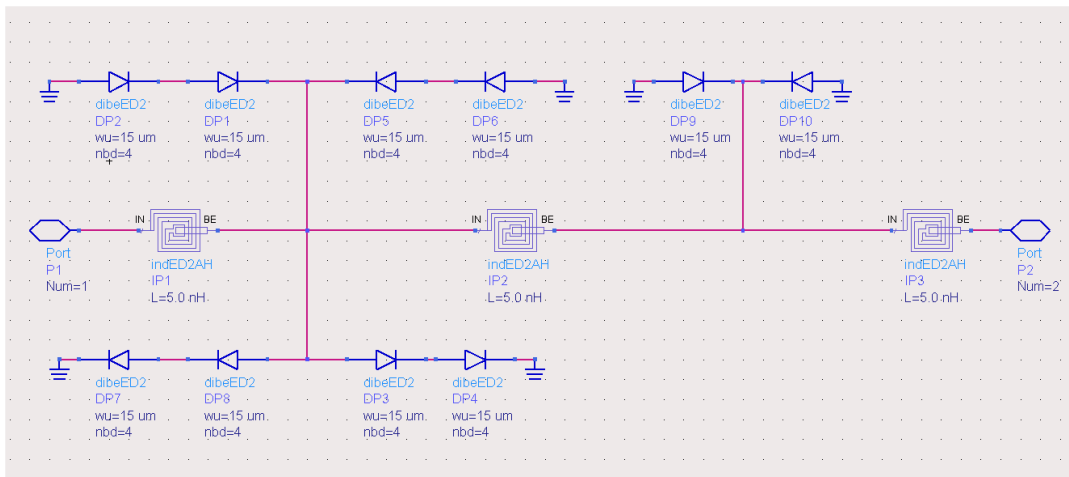 dibeED2
DP2
wu=15 um
nbd=4
dibeED2
DP1
wu=15 um
nbd=4
dibeED2
DP5
wu=15 um.
nbd=4
dibeED2
DP6
wu=15 um
nbd=4
dibeED2
DP9
wu=15 um
nbd=4
dibeED2
DP10
wu=15 um
nbd=4
Port
P1
Num=1
IN
BE
indED2AH
IP1
L=5.0 nH
IN
BE
indED2AH
IP2
L=5.0 nH
IN
BE
indED2AH
IP3
L=5.0 nH
Port
P2
Num=2
dibeED2
DP7
wu=15 um
nbd=4
dibeED2
DP8
wu=15 um.
nbd=4
dibeED2
DP3
wu=15 um.
nbd=4
dibeED2
DP4
wu=15 um
nbd=4